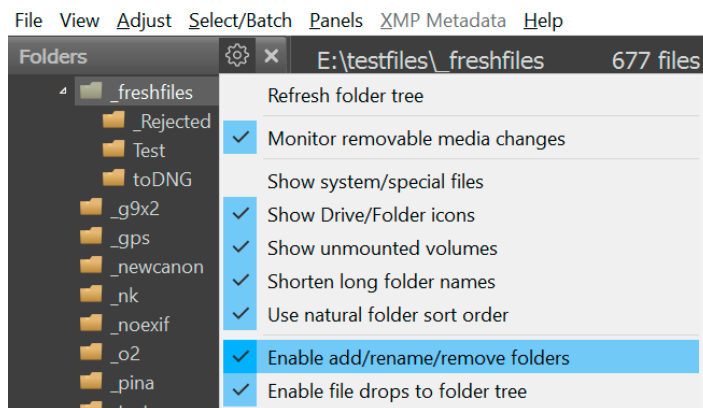 File View Adjust Select/Batch Panels XMP Metadata Help
Folders
E:\testfiles\_freshfiles 677 files
_freshfiles
_Rejected
Test
toDNG
_g9x2
_gps
_newcanon
_nk
_noexif
_o2
_pina
Refresh folder tree
Monitor removable media changes
Show system/special files
Show Drive/Folder icons
Show unmounted volumes
Shorten long folder names
Use natural folder sort order
Enable add/rename/remove folders
Enable file drops to folder tree